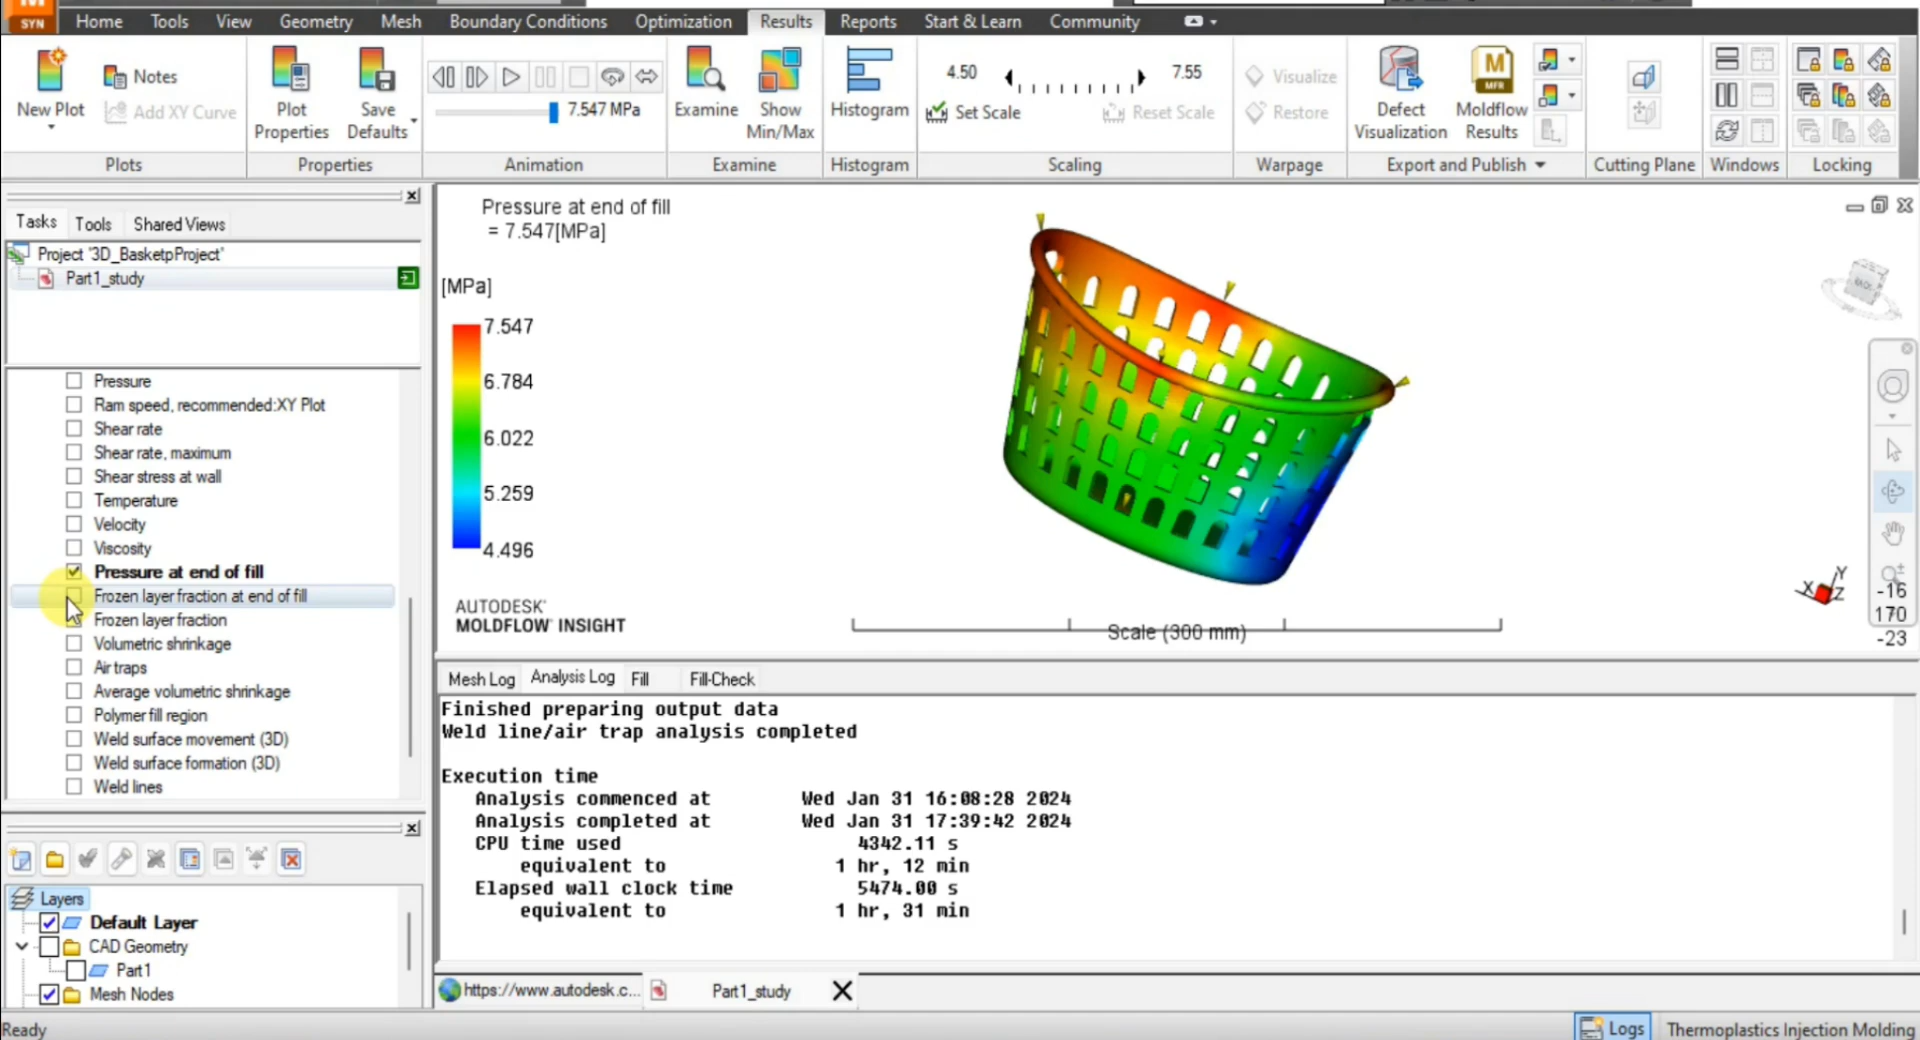 M
SYN
Home Tools View Geometry Mesh Boundary Conditions Optimization Results Reports Start & Learn Community
New Plot
Notes
Add XY Curve
Plots
Plot
Properties
Save
Defaults
Properties
7.547 MPa
Animation
Examine
Show
Min/Max
Examine
Histogram
Histogram
4.50 7.55
Set Scale Reset Scale
Scaling
Visualize
Restore
Warpage
Defect
Visualization
M
MFR
Moldflow
Results
Export and Publish
Cutting Plane
Windows
Locking
Tasks Tools Shared Views
Project '3D_BasketpProject'
Part1_study
Pressure
Ram speed, recommended:XY Plot
Shear rate
Shear rate, maximum
Shear stress at wall
Temperature
Velocity
Viscosity
Pressure at end of fill
Frozen layer fraction at end of fill
Frozen layer fraction
Volumetric shrinkage
Air traps
Average volumetric shrinkage
Polymer fill region
Weld surface movement (3D)
Weld surface formation (3D)
Weld lines
Layers
Default Layer
CAD Geometry
Part1
Mesh Nodes
Pressure at end of fill
= 7.547[MPa]
[MPa]
7.547
6.784
6.022
5.259
4.496
AUTODESK®
MOLDFLOW® INSIGHT
Scale (300 mm)
BACK
X Y Z
-16
170
-23
Mesh Log Analysis Log Fill Fill-Check
Finished preparing output data
Weld line/air trap analysis completed
Execution time
Analysis commenced at Wed Jan 31 16:08:28 2024
Analysis completed at Wed Jan 31 17:39:42 2024
CPU time used 4342.11 s
equivalent to 1 hr, 12 min
Elapsed wall clock time 5474.00 s
equivalent to 1 hr, 31 min
https://www.autodesk.c... Part1_study
Ready
Logs Thermoplastics Injection Molding